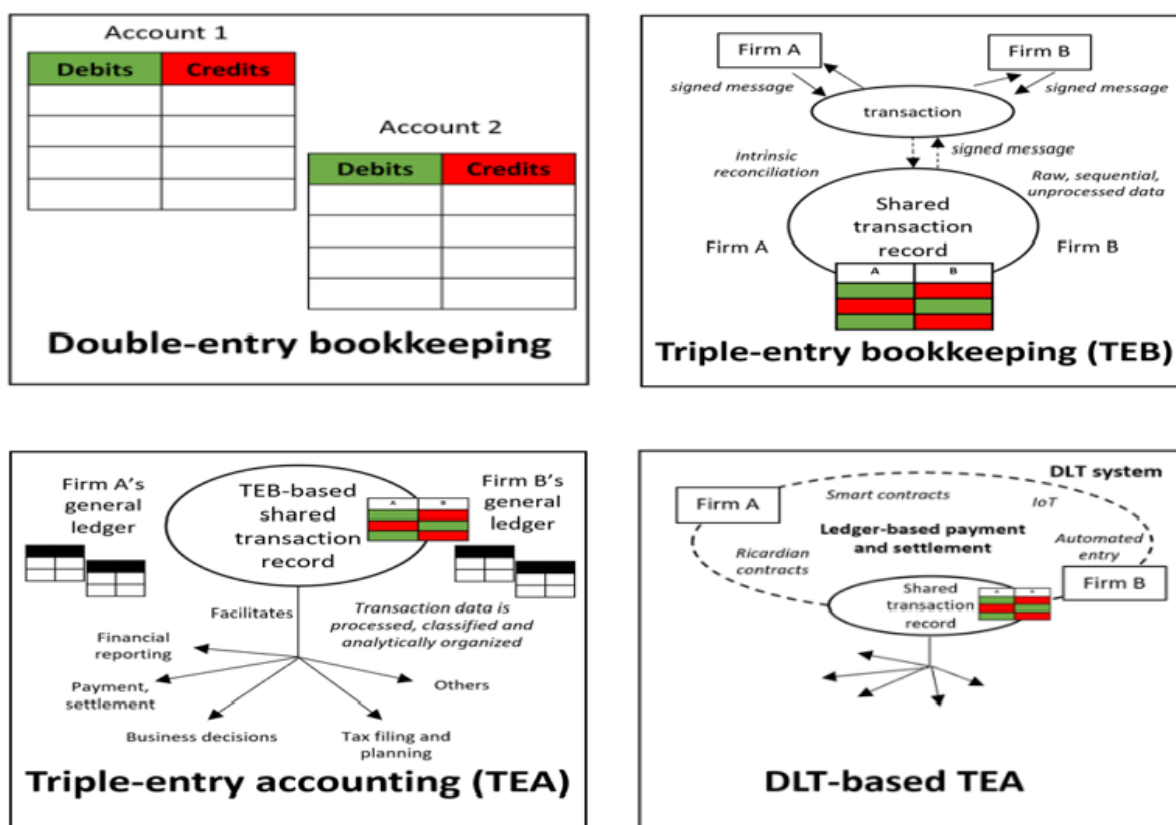 Account 1
Debits Credits
Account 2
Debits Credits
Double-entry bookkeeping
Firm A
Firm B
signed message
signed message
transaction
Intrinsic
reconciliation
signed message
Raw, sequential,
unprocessed data
Shared
transaction
record
Firm A
Firm B
A B
Triple-entry bookkeeping (TEB)
Firm A's
general
ledger
TEB-based
shared
transaction
record
A B
Firm B's
general
ledger
Facilitates
Transaction data is
processed, classified and
analytically organized
Financial
reporting
Payment,
settlement
Business decisions
Tax filing and
planning
Others
Triple-entry accounting (TEA)
DLT system
Firm A
Smart contracts
IoT
Ledger-based payment
and settlement
Ricardian
contracts
Automated
entry
Firm B
Shared
transaction
record
DLT-based TEA